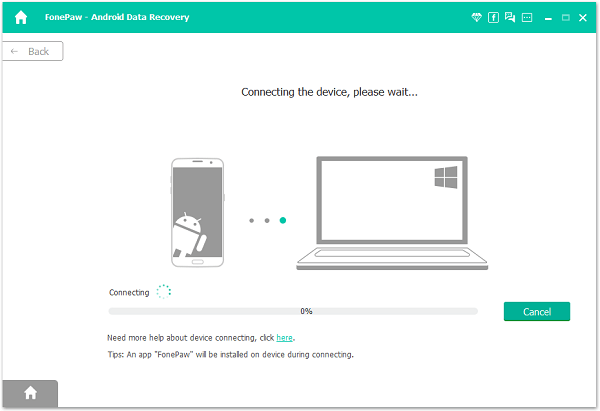 FonePaw - Android Data Recovery
Back
Connecting the device, please wait...
Connecting
0%
Cancel
Need more help about device connecting, click here.
Tips: An app "FonePaw" will be installed on device during connecting.